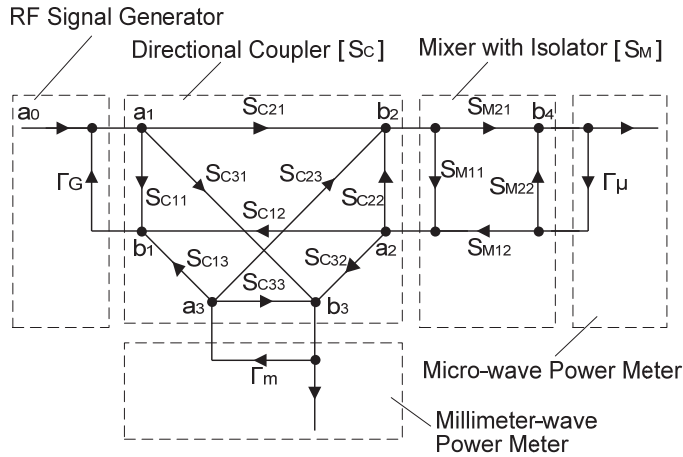 RF Signal Generator
Directional Coupler [SC]
Mixer with Isolator [SM]
a0
a1
SC21
b2
SM21
b4
ΓG
SC11
SC31
SC23
SC22
SM11
SM22
Γμ
SC12
b1
a2
SM12
SC13
SC32
SC33
a3
b3
Γm
Micro-wave Power Meter
Millimeter-wave
Power Meter